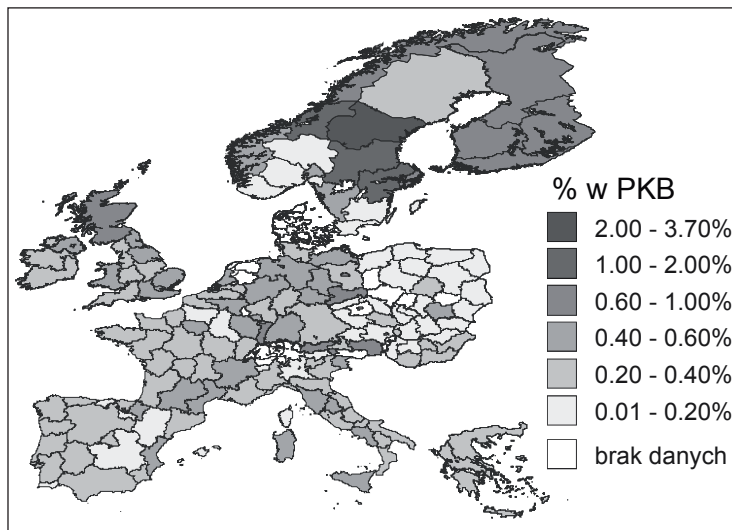 % w PKB
2.00 - 3.70%
1.00 - 2.00%
0.60 - 1.00%
0.40 - 0.60%
0.20 - 0.40%
0.01 - 0.20%
brak danych